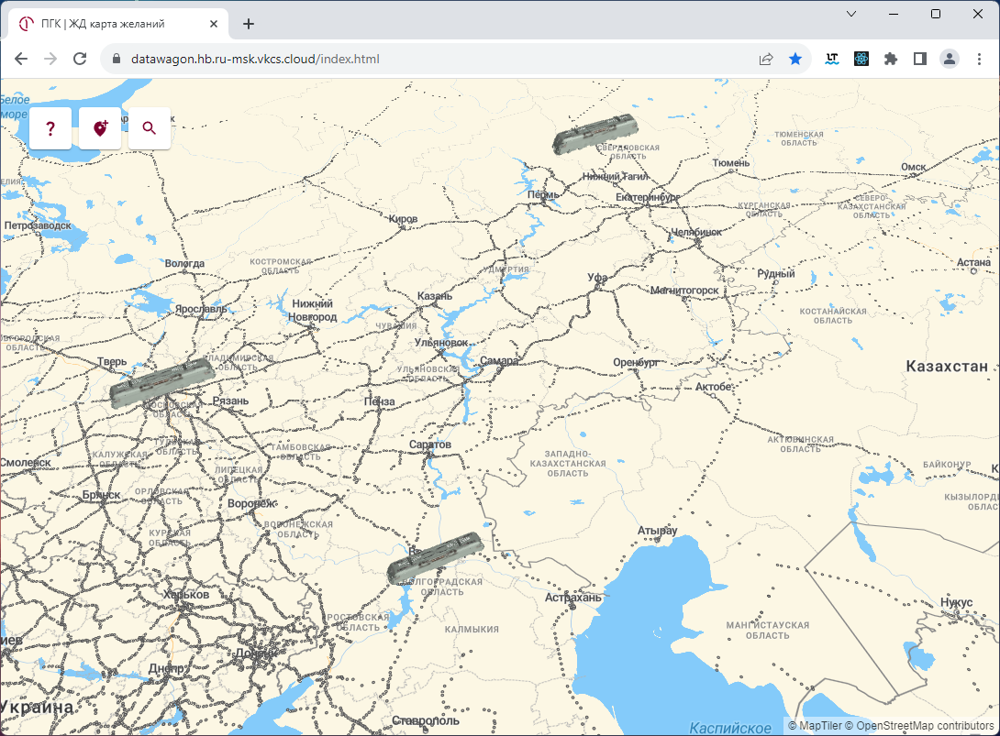 ПГК | ЖД карта желаний
datawagon.hb.ru-msk.vkcs.cloud/index.html
LT
Белое
море
?
ТЮМЕНСКАЯ
ОБЛАСТЬ
СВЕРДЛОВСКАЯ
ОБЛАСТЬ
Тюмень
Омск
Нижний Тагил
Пермь
Екатеринбург
КУРГАНСКАЯ
ОБЛАСТЬ
СЕВЕРО-
КАЗАХСТАНСКАЯ
ОБЛАСТЬ
Петрозаводск
Киров
Челябинск
Вологда
КОСТРОМСКАЯ
ОБЛАСТЬ
УДМУРТИЯ
Уфа
Рудный
Астана
Магнитогорск
Ярославль
Нижний
Новгород
Казань
ЧУВАШИЯ
КОСТАНАЙСКАЯ
ОБЛАСТЬ
ОБЛАСТЬ
Ульяновск
Тверь
ВЛАДИМИРСКАЯ
ОБЛАСТЬ
УЛЬЯНОВСКАЯ
ОБЛАСТЬ
Самара
Оренбург
Казахстан
Актобе
МОСКОВСКАЯ
ОБЛАСТЬ
Рязань
Пенза
Саратов
АКТЮБИНСКАЯ
ОБЛАСТЬ
ТУЛЬСКАЯ
ОБЛАСТЬ
КАЛУЖСКАЯ
ОБЛАСТЬ
ТАМБОВСКАЯ
ОБЛАСТЬ
ЗАПАДНО-
КАЗАХСТАНСКАЯ
ОБЛАСТЬ
Смоленск
ЛИПЕЦКАЯ
ОБЛАСТЬ
БАЙКОНУР
Брянск
ОРЛОВСКАЯ
ОБЛАСТЬ
Воронеж
КУРСКАЯ
ОБЛАСТЬ
ВОРОНЕЖСКАЯ
ОБЛАСТЬ
Атырау
ВОЛГОГРАДСКАЯ
ОБЛАСТЬ
Харьков
Астрахань
РОСТОВСКАЯ
ОБЛАСТЬ
КАЛМЫКИЯ
МАНГИСТАУСКАЯ
ОБЛАСТЬ
Нукус
Донецк
Днепр
Украина
Ставрополь
Каспийское
© MapTiler © OpenStreetMap contributors